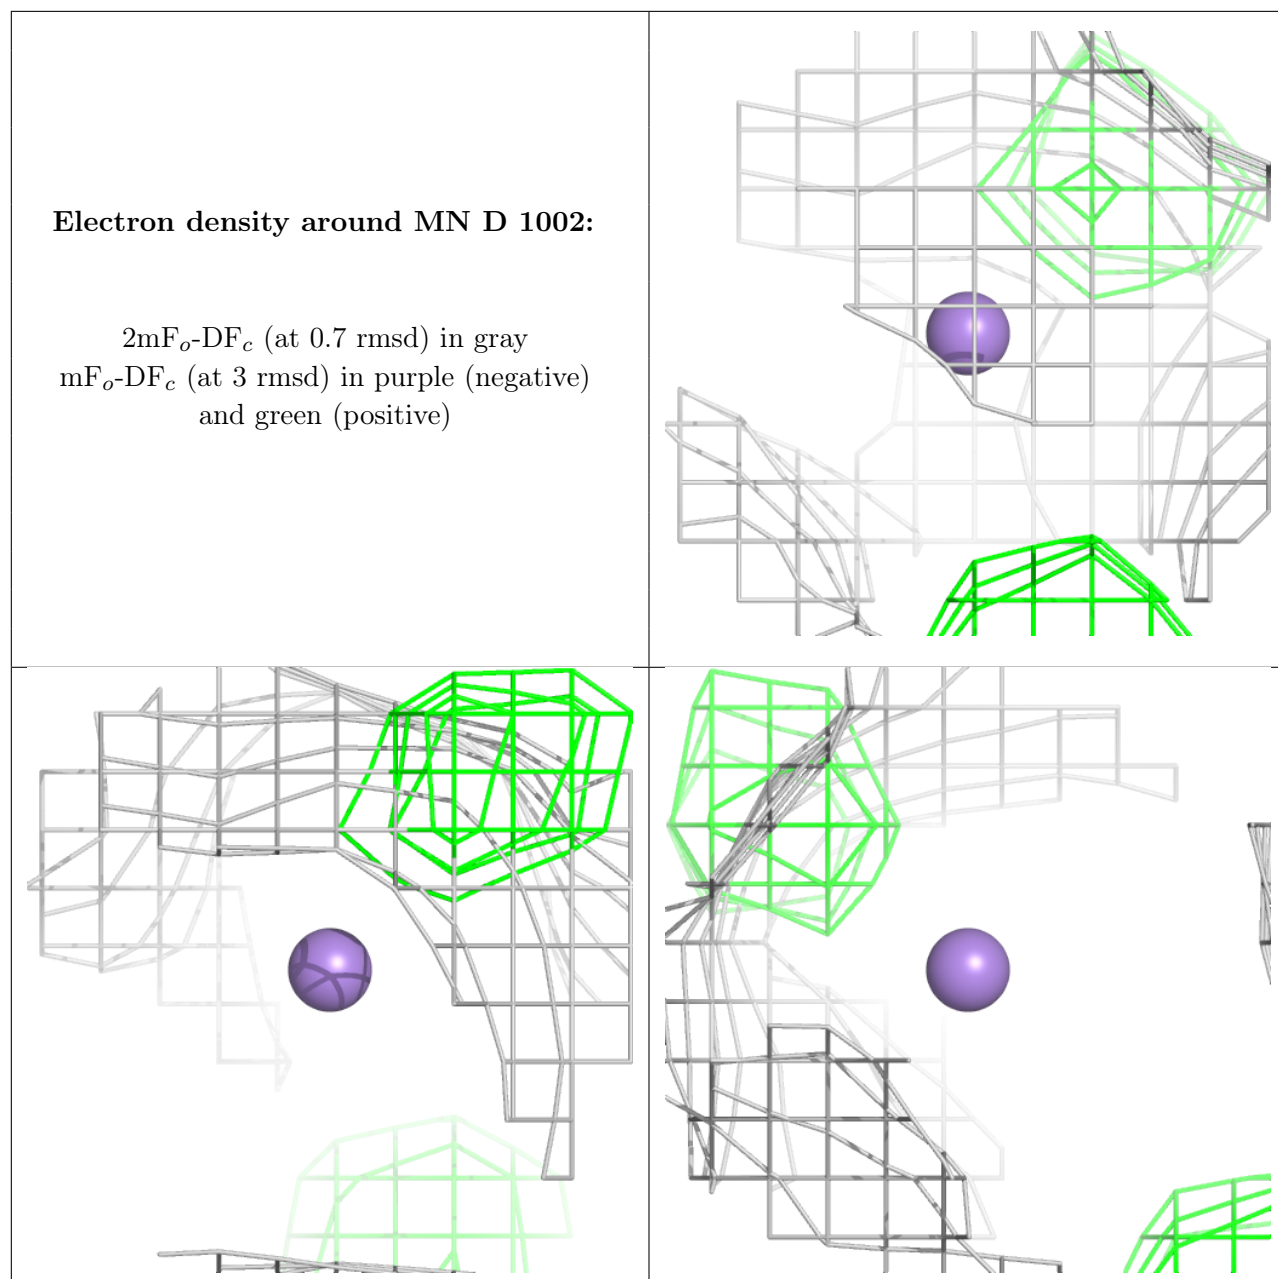 Electron density around MN D 1002:
2mFo-DFc (at 0.7 rmsd) in gray
mFo-DFc (at 3 rmsd) in purple (negative)
and green (positive)